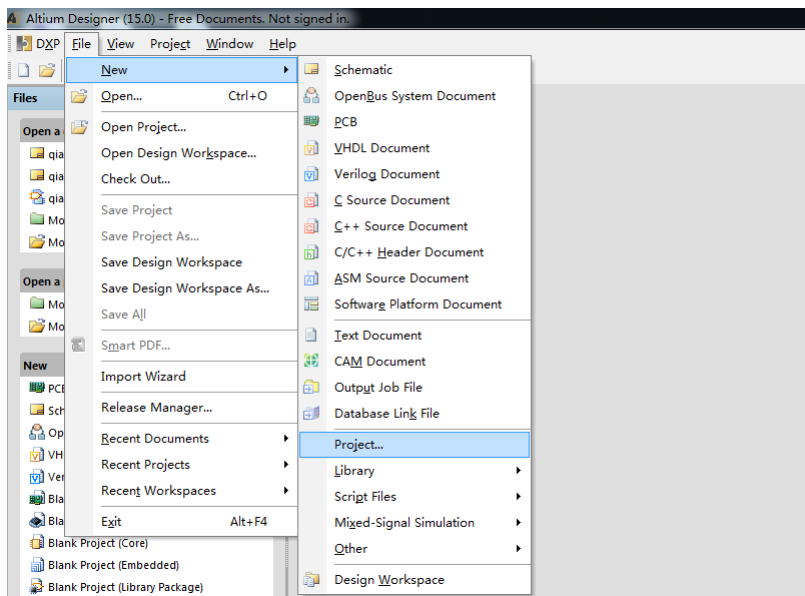 Altium Designer (15.0) - Free Documents. Not signed in.
DXP File View Project Window Help
Files
Open a
qia
qia
qia
Mo
Mo
Open a
Mo
Mo
New
PCB
Sch
Op
VH
Ver
Bla
Bla
Blank Project (Core)
Blank Project (Embedded)
Blank Project (Library Package)
New
Open... Ctrl+O
Open Project...
Open Design Workspace...
Check Out...
Save Project
Save Project As...
Save Design Workspace
Save Design Workspace As...
Save All
Smart PDF...
Import Wizard
Release Manager...
Recent Documents
Recent Projects
Recent Workspaces
Exit Alt+F4
Schematic
OpenBus System Document
PCB
VHDL Document
Verilog Document
C Source Document
C++ Source Document
C/C++ Header Document
ASM Source Document
Software Platform Document
Text Document
CAM Document
Output Job File
Database Link File
Project...
Library
Script Files
Mixed-Signal Simulation
Other
Design Workspace